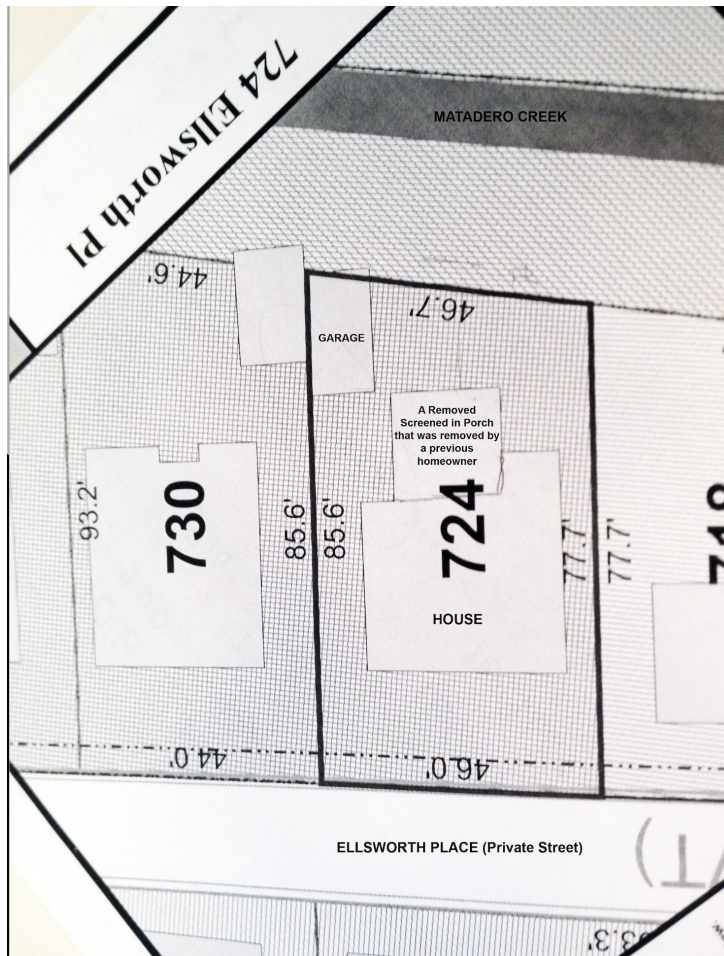 724 Ellsworth Pl
MATADERO CREEK
44.6'
46.7'
GARAGE
A Removed
Screened in Porch
that was removed by
a previous
homeowner
93.2'
730
85.6'
85.6'
724
77.7'
77.7'
HOUSE
44.0'
46.0'
ELLSWORTH PLACE (Private Street)